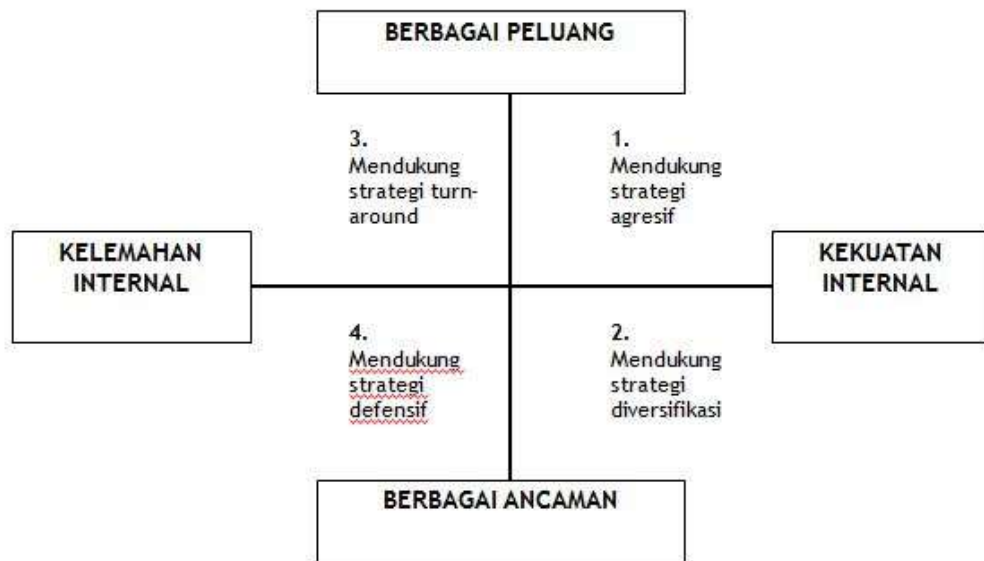 BERBAGAI PELUANG
3.
Mendukung
strategi turn-
around
1.
Mendukung
strategi
agresif
KELEMAHAN
INTERNAL
KEKUATAN
INTERNAL
4.
Mendukung
strategi
defensif
2.
Mendukung
strategi
diversifikasi
BERBAGAI ANCAMAN